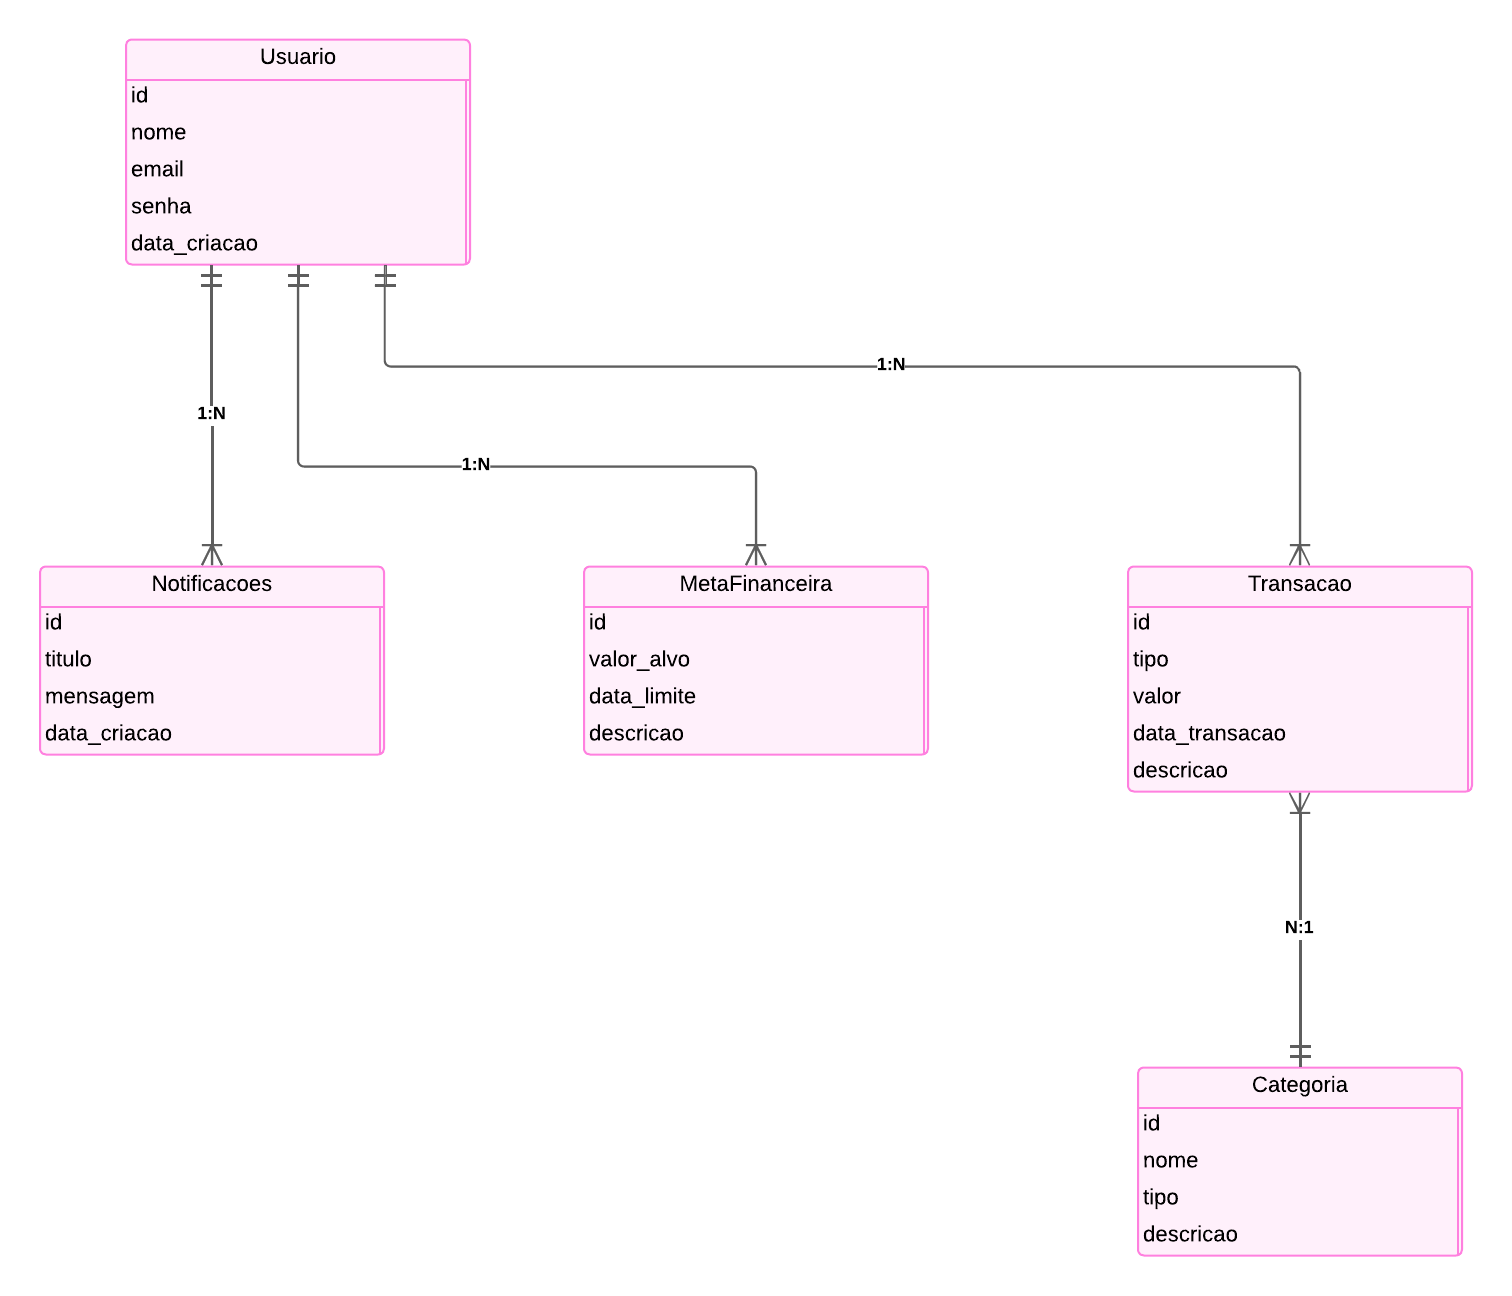 Usuario
id
nome
email
senha
data_criacao
1:N
1:N
1:N
Notificacoes
id
titulo
mensagem
data_criacao
MetaFinanceira
id
valor_alvo
data_limite
descricao
Transacao
id
tipo
valor
data_transacao
descricao
N:1
Categoria
id
nome
tipo
descricao